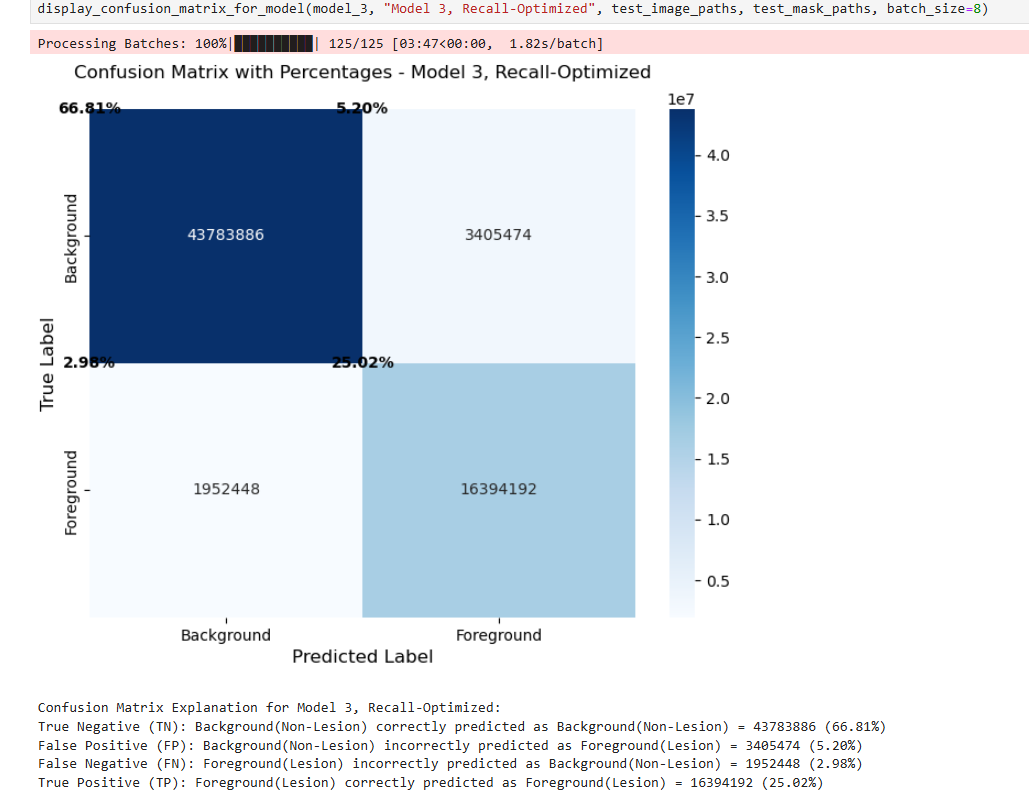 display_confusion_matrix_for_model(model_3, "Model 3, Recall-Optimized", test_image_paths, test_mask_paths, batch_size=8)
Processing Batches: 100%|██████████| 125/125 [03:47<00:00,  1.82s/batch]
Confusion Matrix with Percentages - Model 3, Recall-Optimized
1e7
66.81%
5.20%
4.0
3.5
3.0
2.5
2.0
1.5
1.0
0.5
True Label
Background
43783886
3405474
2.98%
25.02%
Foreground
1952448
16394192
Background
Foreground
Predicted Label
Confusion Matrix Explanation for Model 3, Recall-Optimized:
True Negative (TN): Background(Non-Lesion) correctly predicted as Background(Non-Lesion) = 43783886 (66.81%)
False Positive (FP): Background(Non-Lesion) incorrectly predicted as Foreground(Lesion) = 3405474 (5.20%)
False Negative (FN): Foreground(Lesion) incorrectly predicted as Background(Non-Lesion) = 1952448 (2.98%)
True Positive (TP): Foreground(Lesion) correctly predicted as Foreground(Lesion) = 16394192 (25.02%)